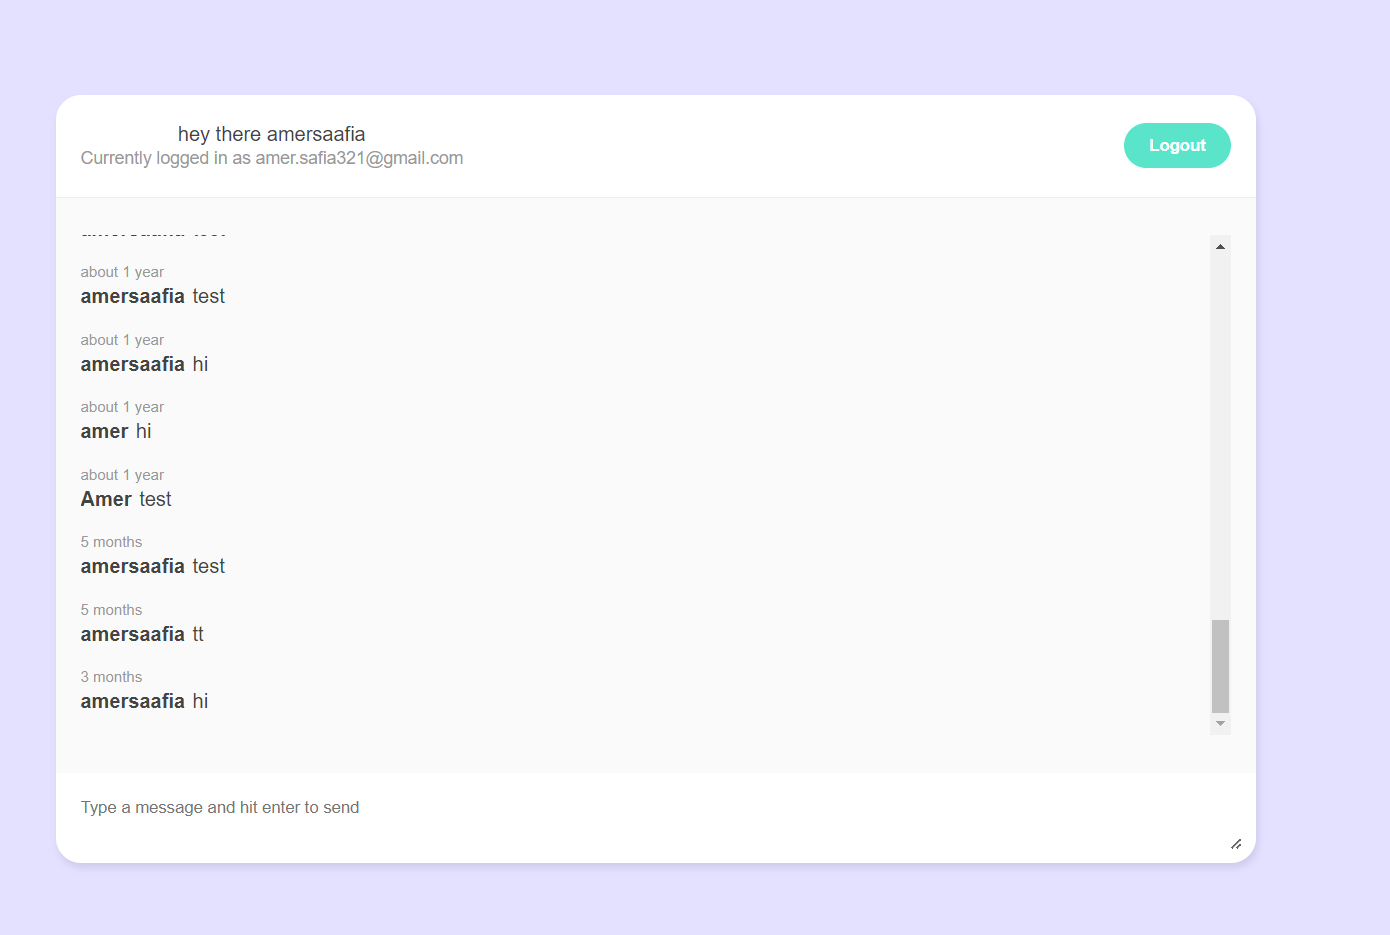 hey there amersaafia
Currently logged in as amer.safia321@gmail.com
Logout
about 1 year
amersaafia test
about 1 year
amersaafia hi
about 1 year
amer hi
about 1 year
Amer test
5 months
amersaafia test
5 months
amersaafia tt
3 months
amersaafia hi
Type a message and hit enter to send